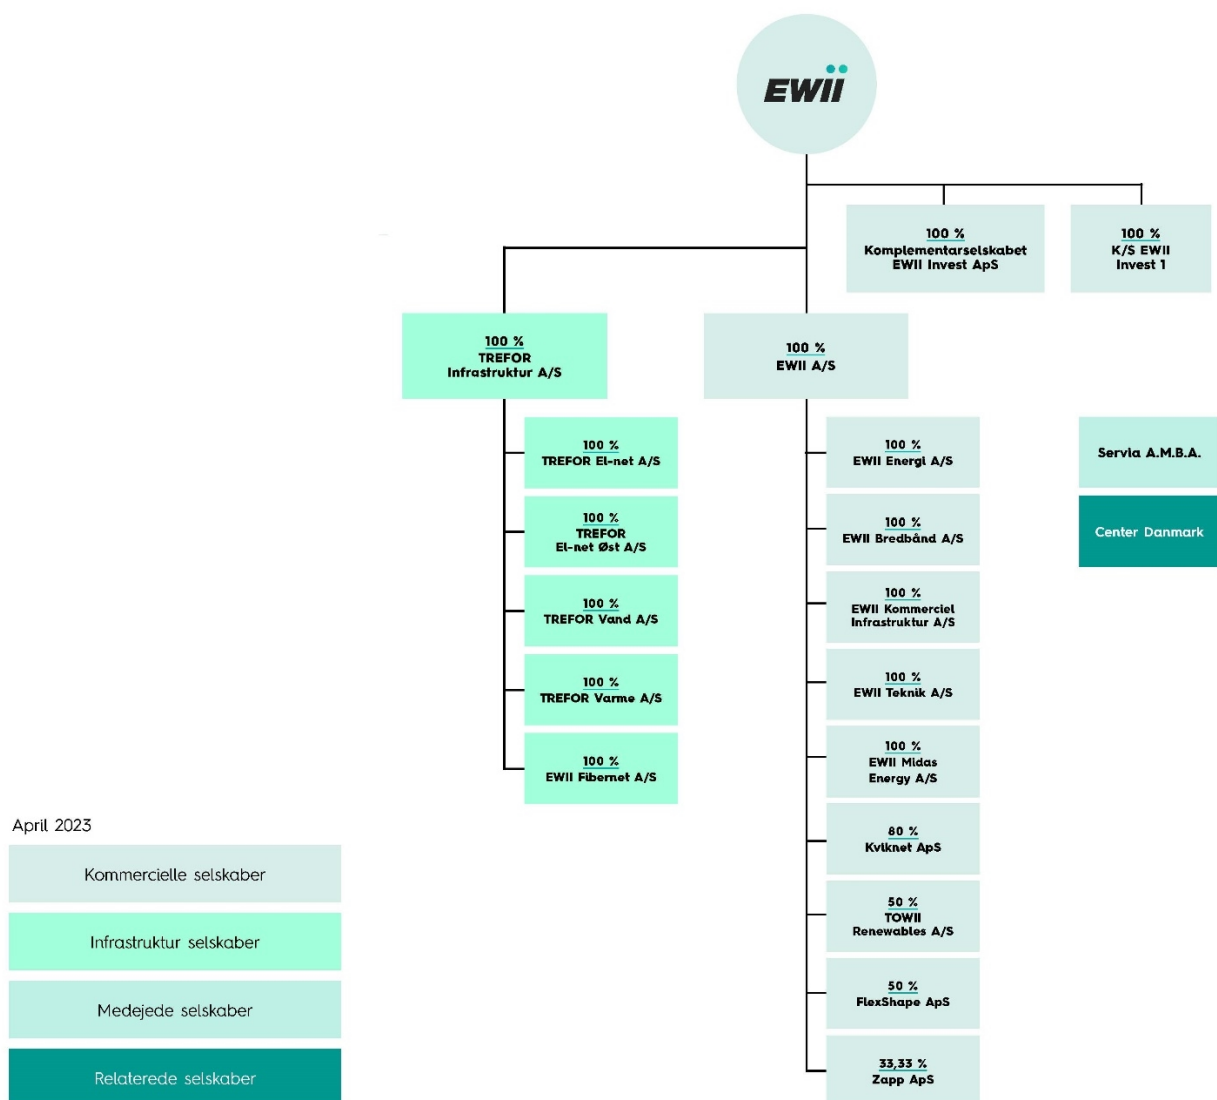 EWII
100 %
Komplementarselskabet
EWII Invest ApS
100 %
K/S EWII
Invest 1
100 %
TREFOR
Infrastruktur A/S
100 %
EWII A/S
100 %
TREFOR El-net A/S
100 %
TREFOR
El-net Øst A/S
100 %
TREFOR Vand A/S
100 %
TREFOR Varme A/S
100 %
EWII Fibernet A/S
100 %
EWII Energi A/S
100 %
EWII Bredbånd A/S
100 %
EWII Kommerciel
Infrastruktur A/S
100 %
EWII Teknik A/S
100 %
EWII Midas
Energy A/S
80 %
Kviknet ApS
50 %
TOWII
Renewables A/S
50 %
FlexShape ApS
33,33 %
Zapp ApS
Servia A.M.B.A.
Center Danmark
April 2023
Kommercielle selskaber
Infrastruktur selskaber
Medejede selskaber
Relaterede selskaber